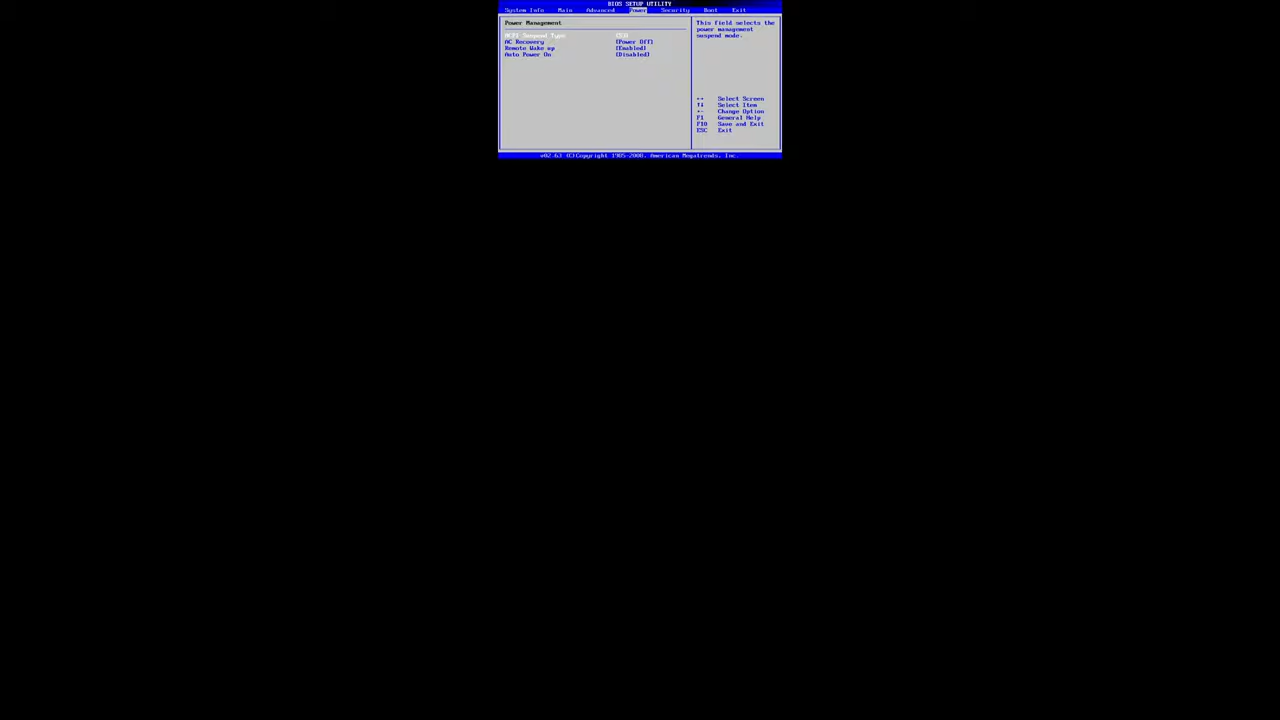 BIOS SETUP UTILITY
System Info Main Advanced Power Security Boot Exit
Power Management
ACPI Suspend Type
AC Recovery [Power Off]
Remote Wake up [Enabled]
Auto Power On [Disabled]
This field selects the
power management
suspend mode.
↔ Select Screen
↑↓ Select Item
+- Change Option
F1 General Help
F10 Save and Exit
ESC Exit
v02.63 (C)Copyright 1985-2008, American Megatrends, Inc.